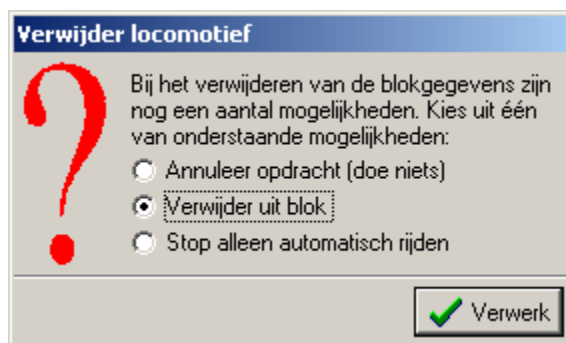 Verwijder locomotief
Bij het verwijderen van de blokgegevens zijn
nog een aantal mogelijkheden. Kies uit één
van onderstaande mogelijkheden:
Annuleer opdracht (doe niets)
Verwijder uit blok
Stop alleen automatisch rijden
Verwerk